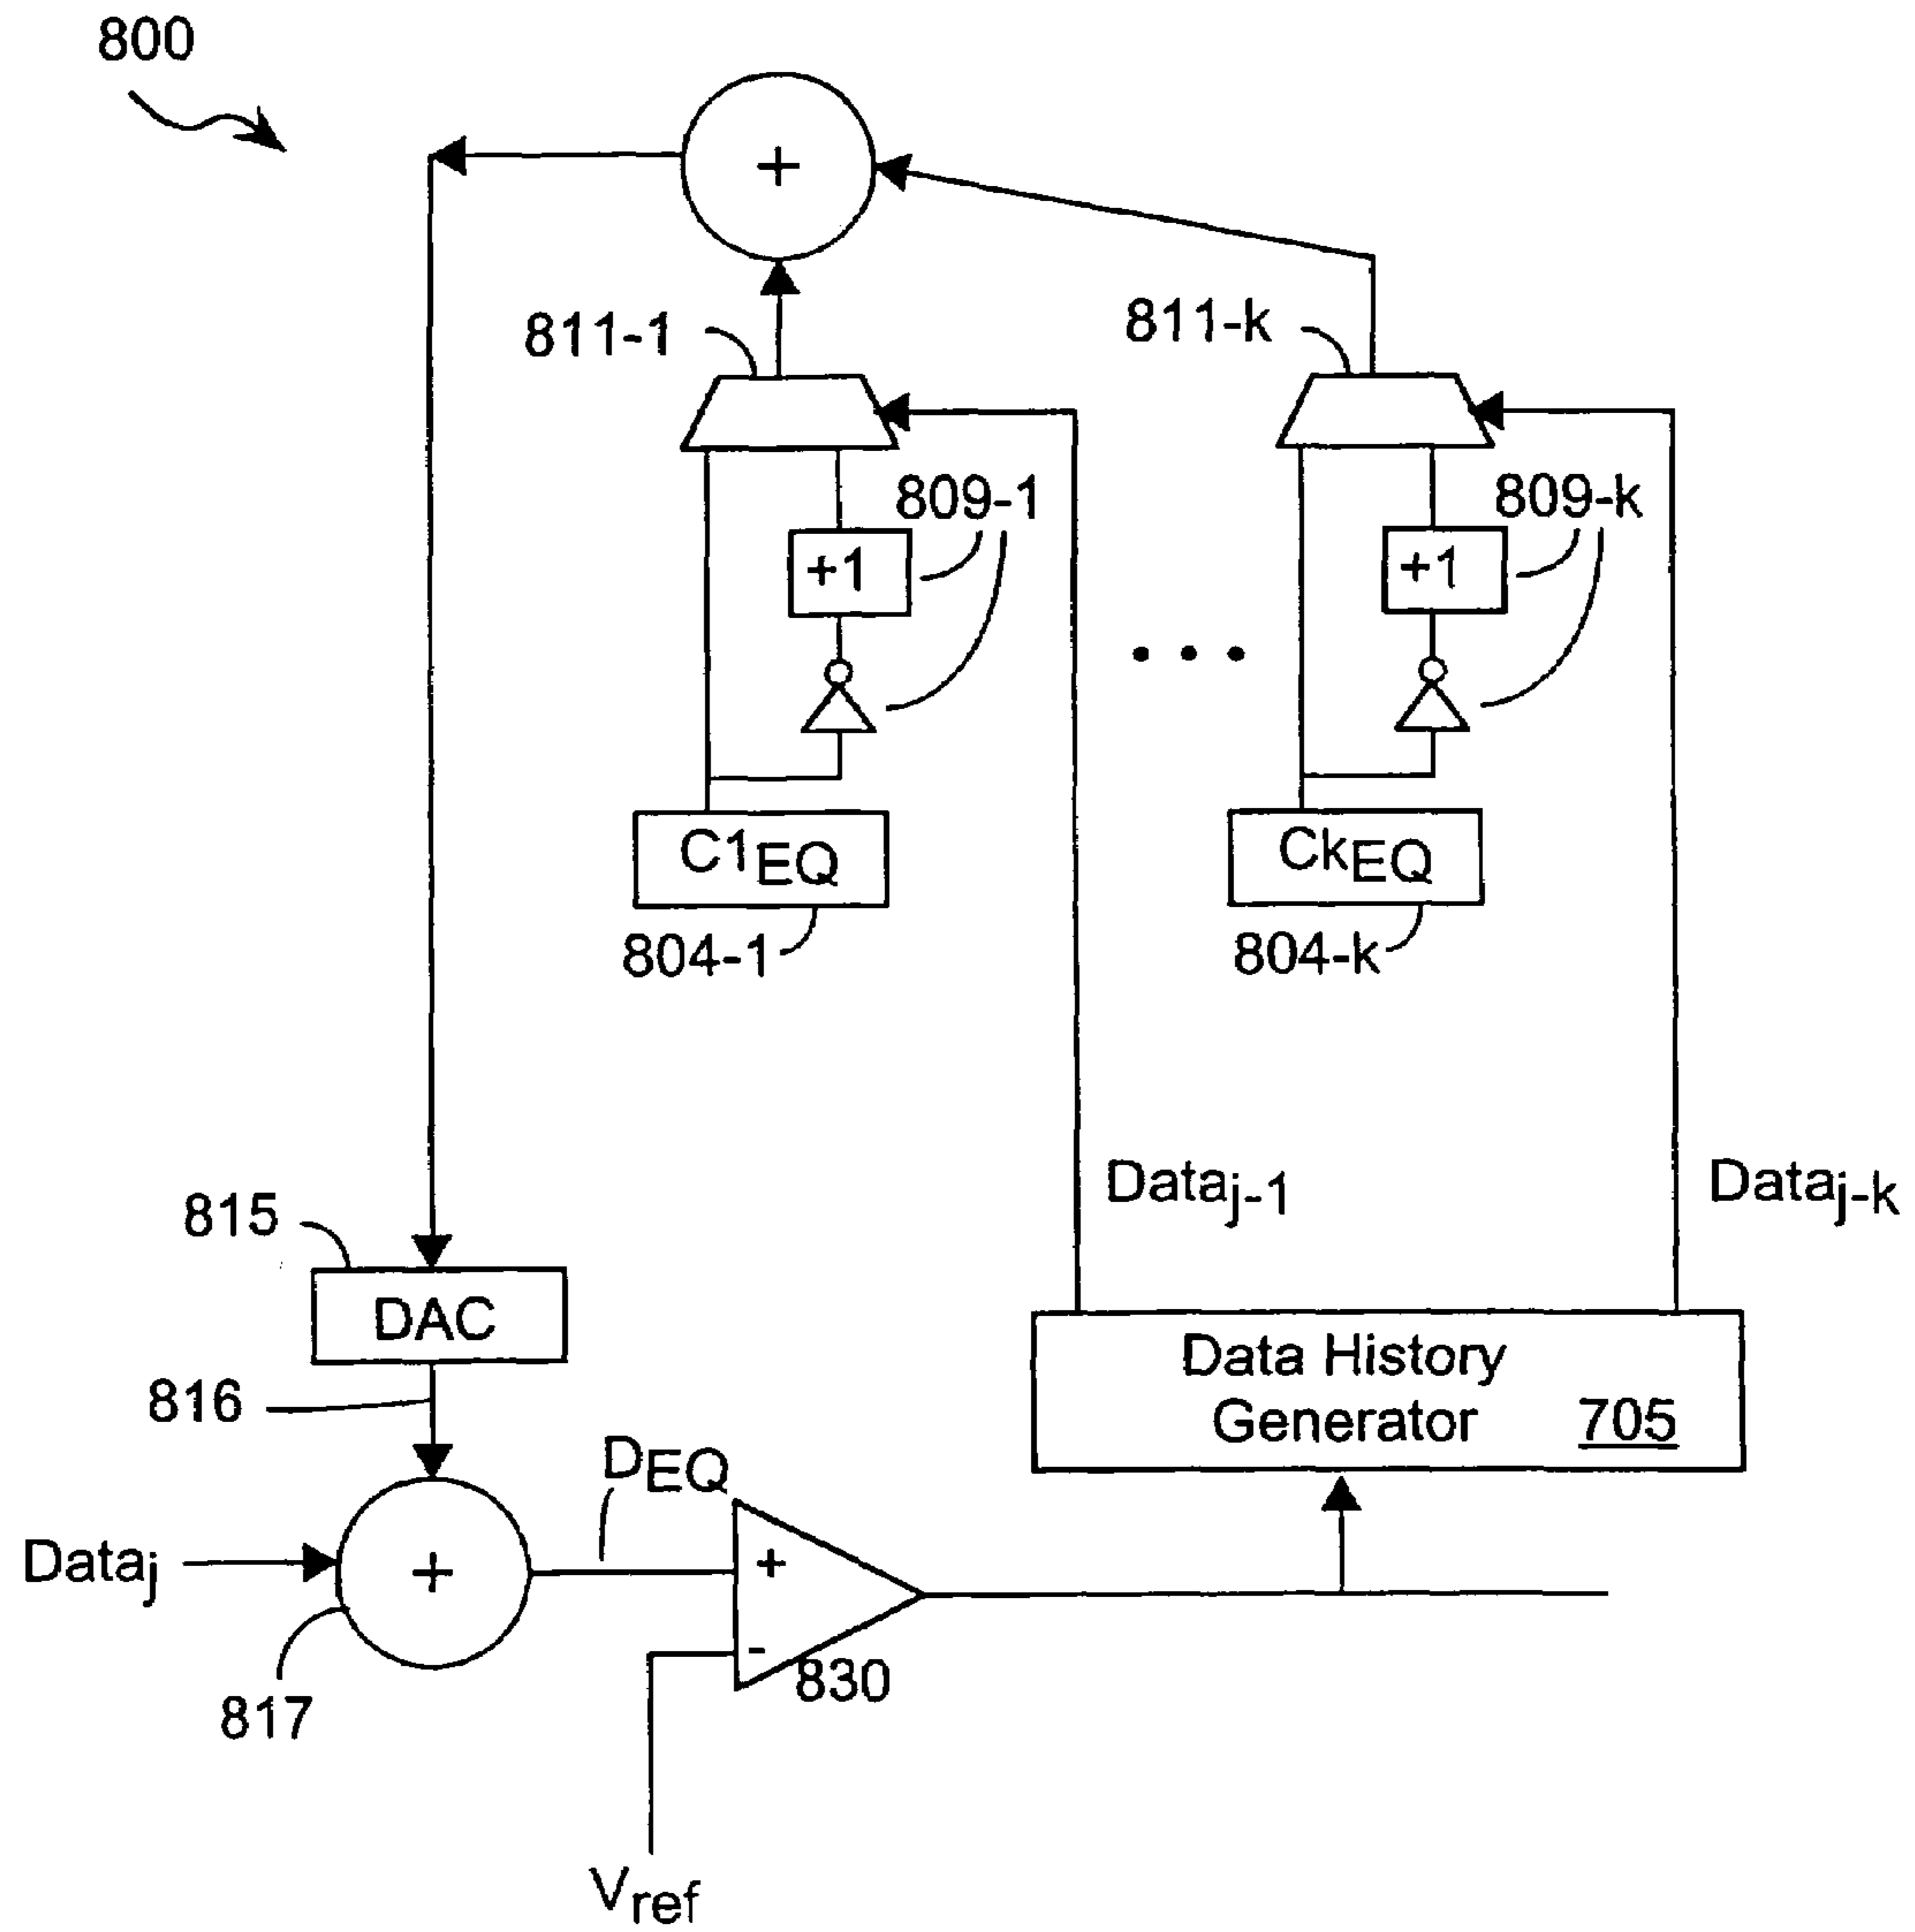 800
+
811-1
811-k
809-1
809-k
+1
+1
C1EQ
CkEQ
804-1
804-k
Dataj-1
Dataj-k
815
DAC
Data History
Generator 705
816
DEQ
Dataj
+
+
-
830
817
Vref